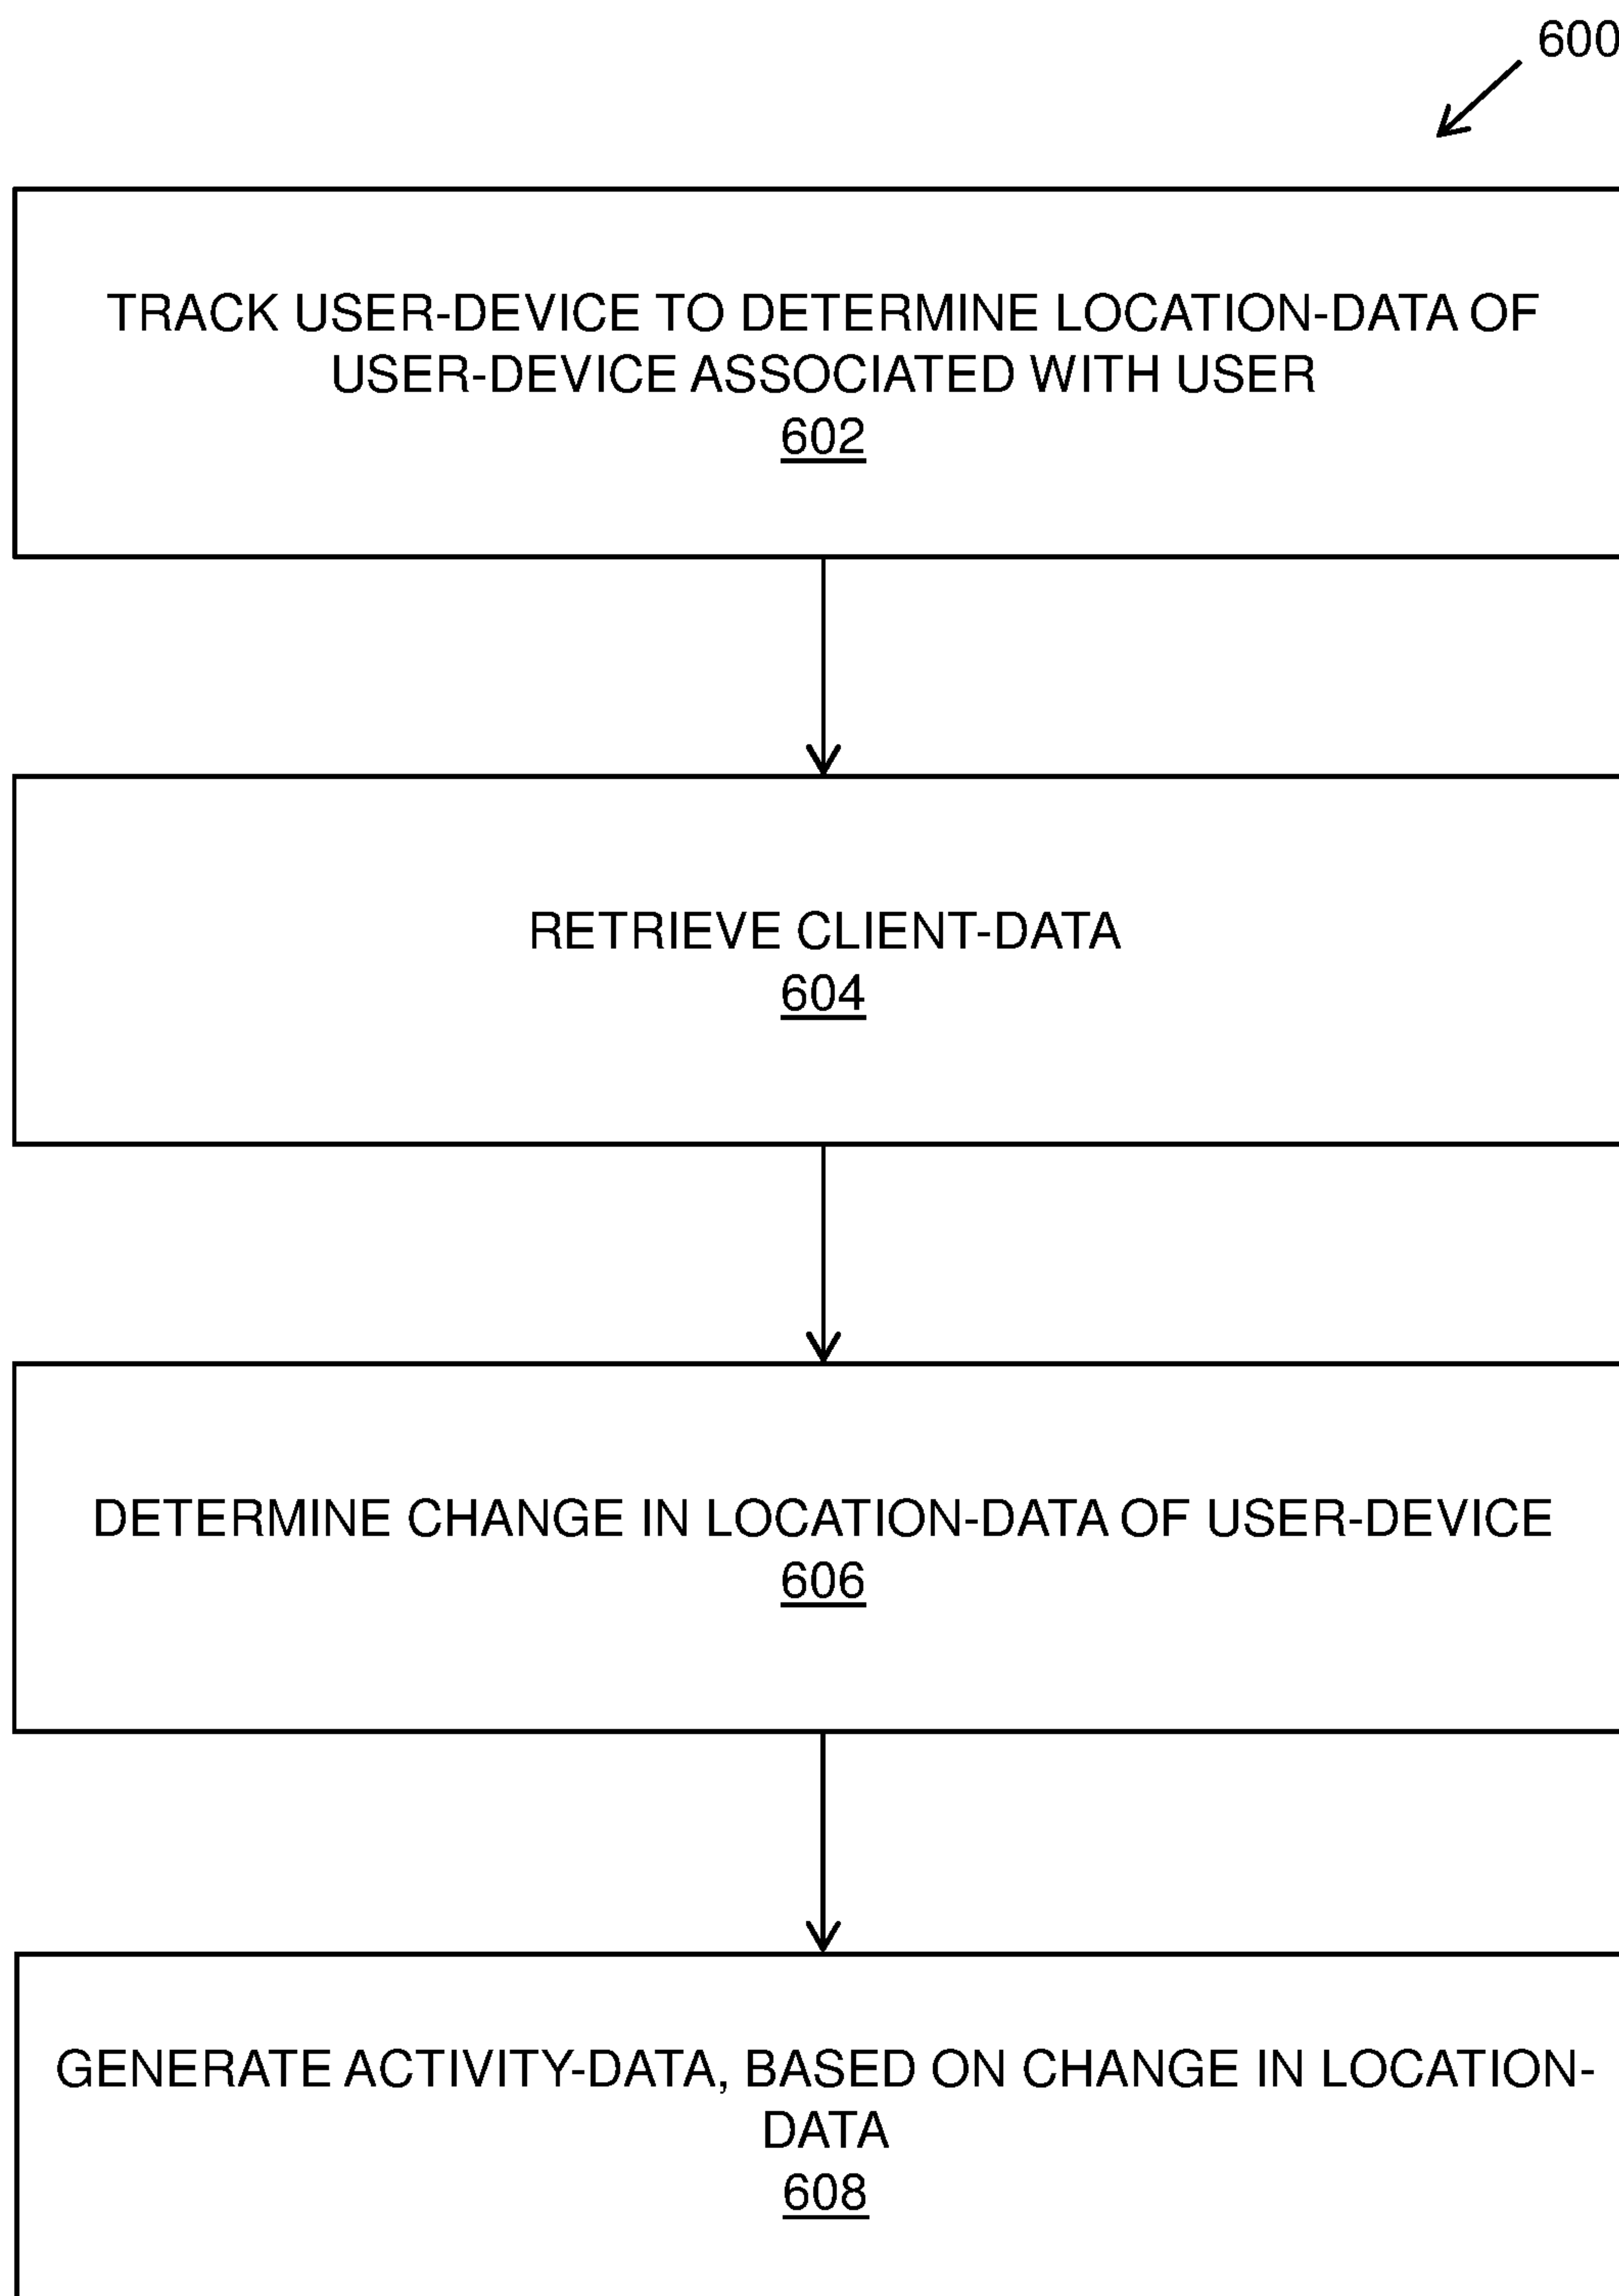 600
TRACK USER-DEVICE TO DETERMINE LOCATION-DATA OF
USER-DEVICE ASSOCIATED WITH USER
602
RETRIEVE CLIENT-DATA
604
DETERMINE CHANGE IN LOCATION-DATA OF USER-DEVICE
606
GENERATE ACTIVITY-DATA, BASED ON CHANGE IN LOCATION-
DATA
608